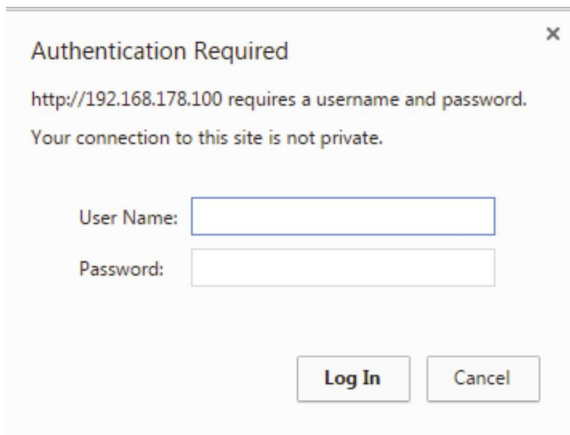 Authentication Required
http://192.168.178.100 requires a username and password.
Your connection to this site is not private.
User Name:
Password:
Log In Cancel